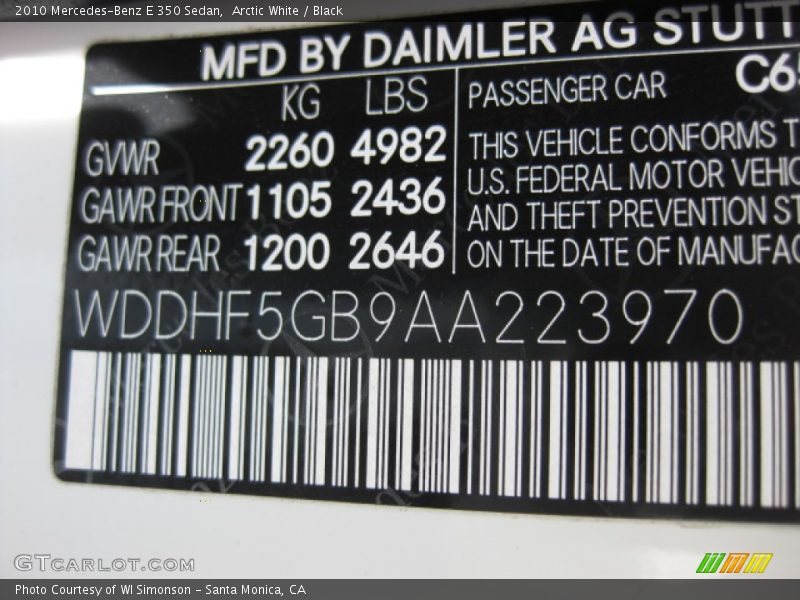 2010 Mercedes-Benz E 350 Sedan, Arctic White / Black
MFD BY DAIMLER AG STUTT
KG LBS
GVWR 2260 4982
GAWR FRONT 1105 2436
GAWR REAR 1200 2646
PASSENGER CAR C65
THIS VEHICLE CONFORMS T
U.S. FEDERAL MOTOR VEHIC
AND THEFT PREVENTION ST
ON THE DATE OF MANUFAC
WDDHF5GB9AA223970
GTCARLOT.COM
Photo Courtesy of WI Simonson - Santa Monica, CA